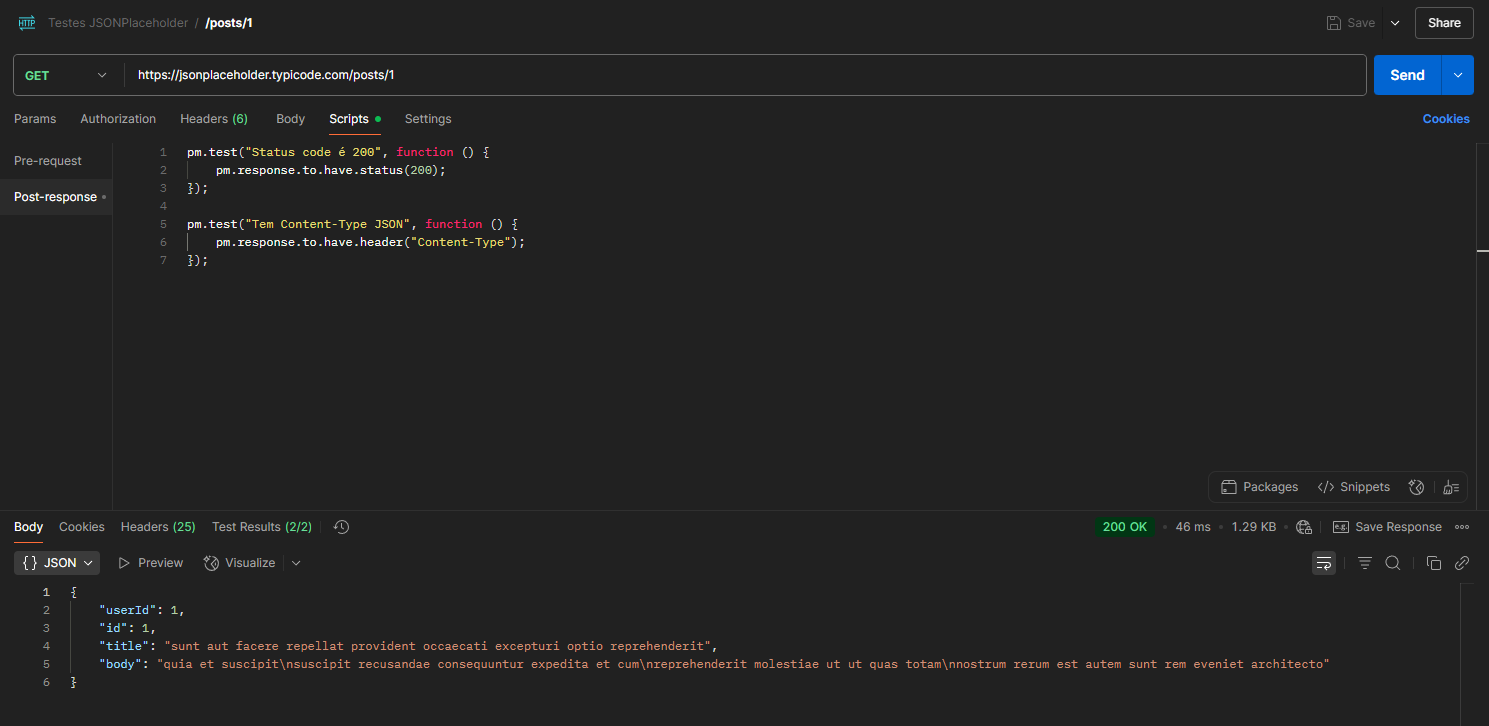 HTTP Testes JSONPlaceholder / /posts/1 Save Share
GET https://jsonplaceholder.typicode.com/posts/1 Send
Params Authorization Headers (6) Body Scripts Settings Cookies
Pre-request
Post-response
1 pm.test("Status code é 200", function () {
2 pm.response.to.have.status(200);
3 });
4
5 pm.test("Tem Content-Type JSON", function () {
6 pm.response.to.have.header("Content-Type");
7 });
Packages </> Snippets
Body Cookies Headers (25) Test Results (2/2) 200 OK • 46 ms • 1.29 KB • e.g. Save Response
{} JSON Preview Visualize
1 {
2 "userId": 1,
3 "id": 1,
4 "title": "sunt aut facere repellat provident occaecati excepturi optio reprehenderit",
5 "body": "quia et suscipit\nsuscipit recusandae consequuntur expedita et cum\nreprehenderit molestiae ut ut quas totam\nnostrum rerum est autem sunt rem eveniet architecto"
6 }